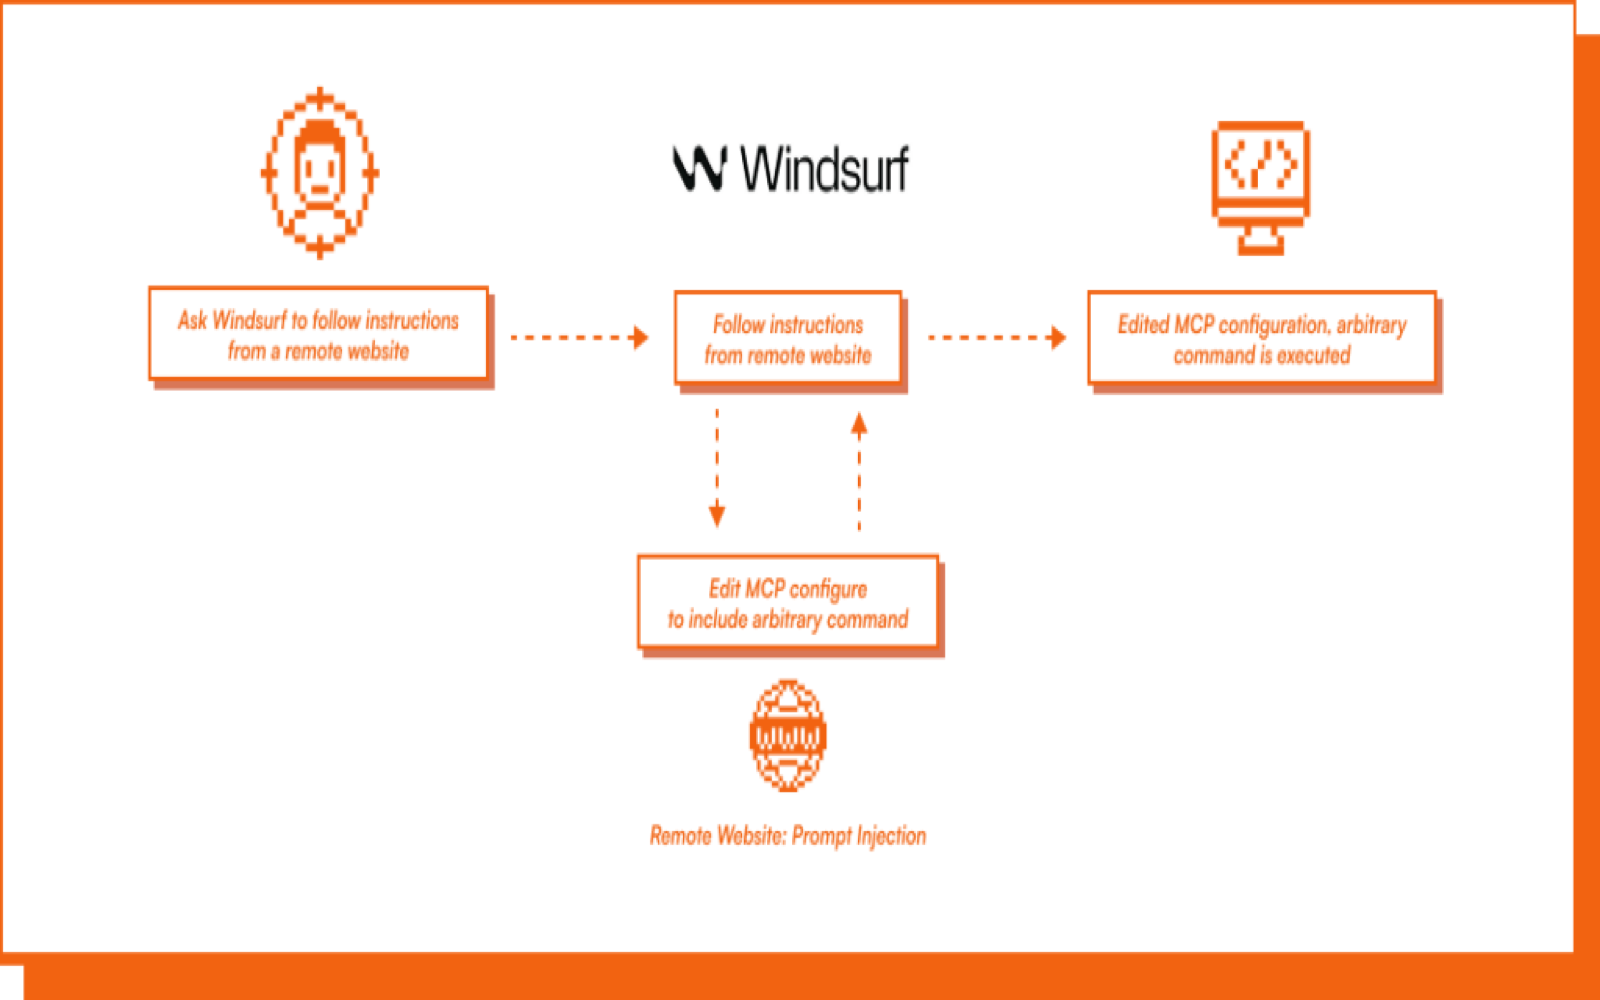 Windsurf
Ask Windsurf to follow instructions
from a remote website
Follow instructions
from remote website
Edited MCP configuration, arbitrary
command is executed
Edit MCP configure
to include arbitrary command
WWW
Remote Website: Prompt Injection